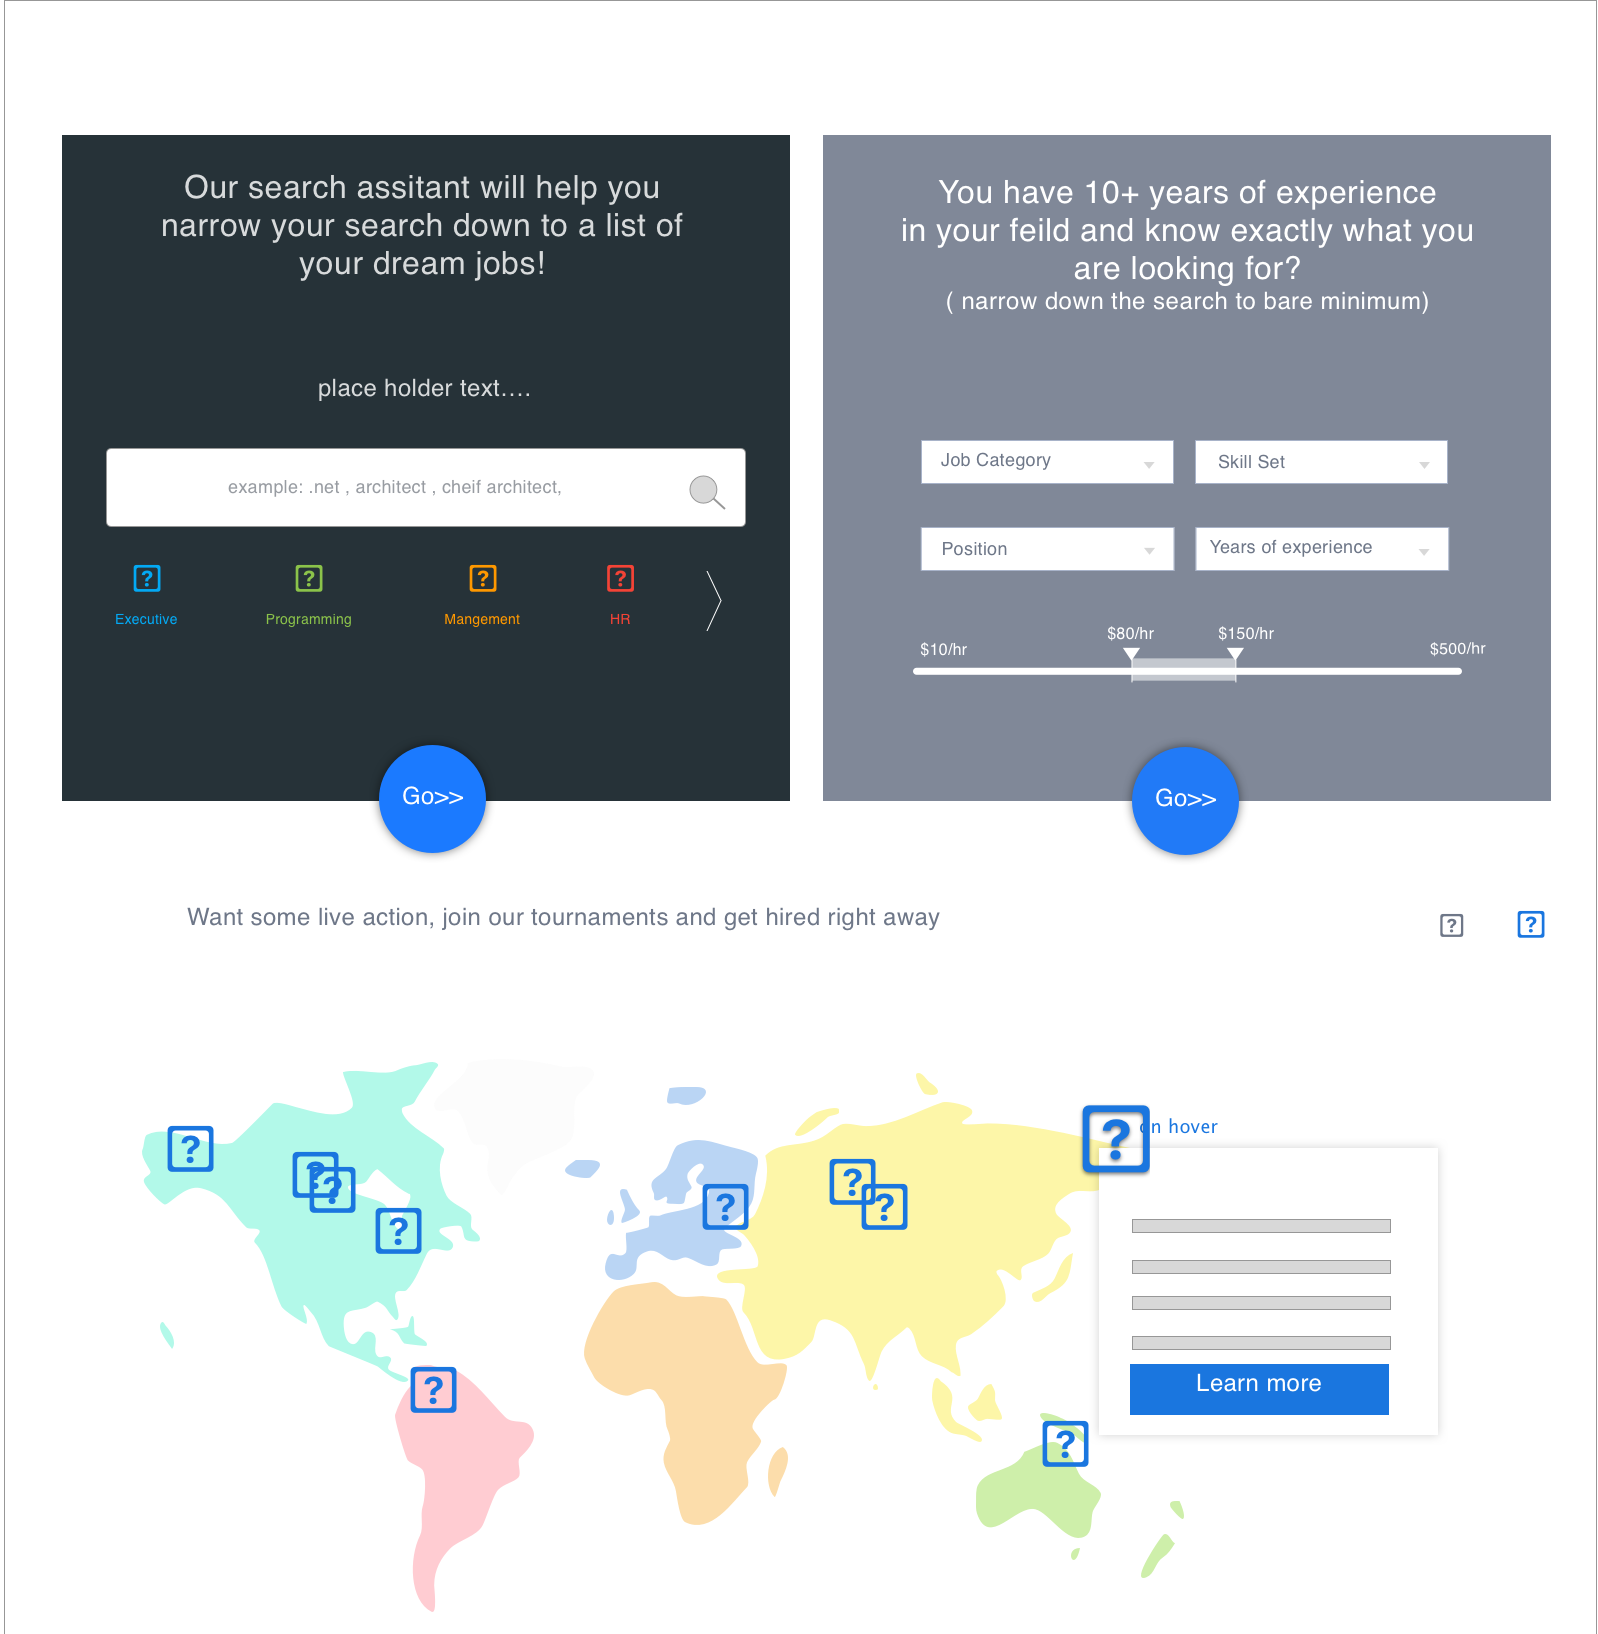 Our search assitant will help you
narrow your search down to a list of
your dream jobs!
place holder text....
example: .net , architect , cheif architect,
Executive
Programming
Mangement
HR
Go>>
You have 10+ years of experience
in your feild and know exactly what you
are looking for?
( narrow down the search to bare minimum)
Job Category
Skill Set
Position
Years of experience
$80/hr
$150/hr
$10/hr
$500/hr
Go>>
Want some live action, join our tournaments and get hired right away
on hover
Learn more